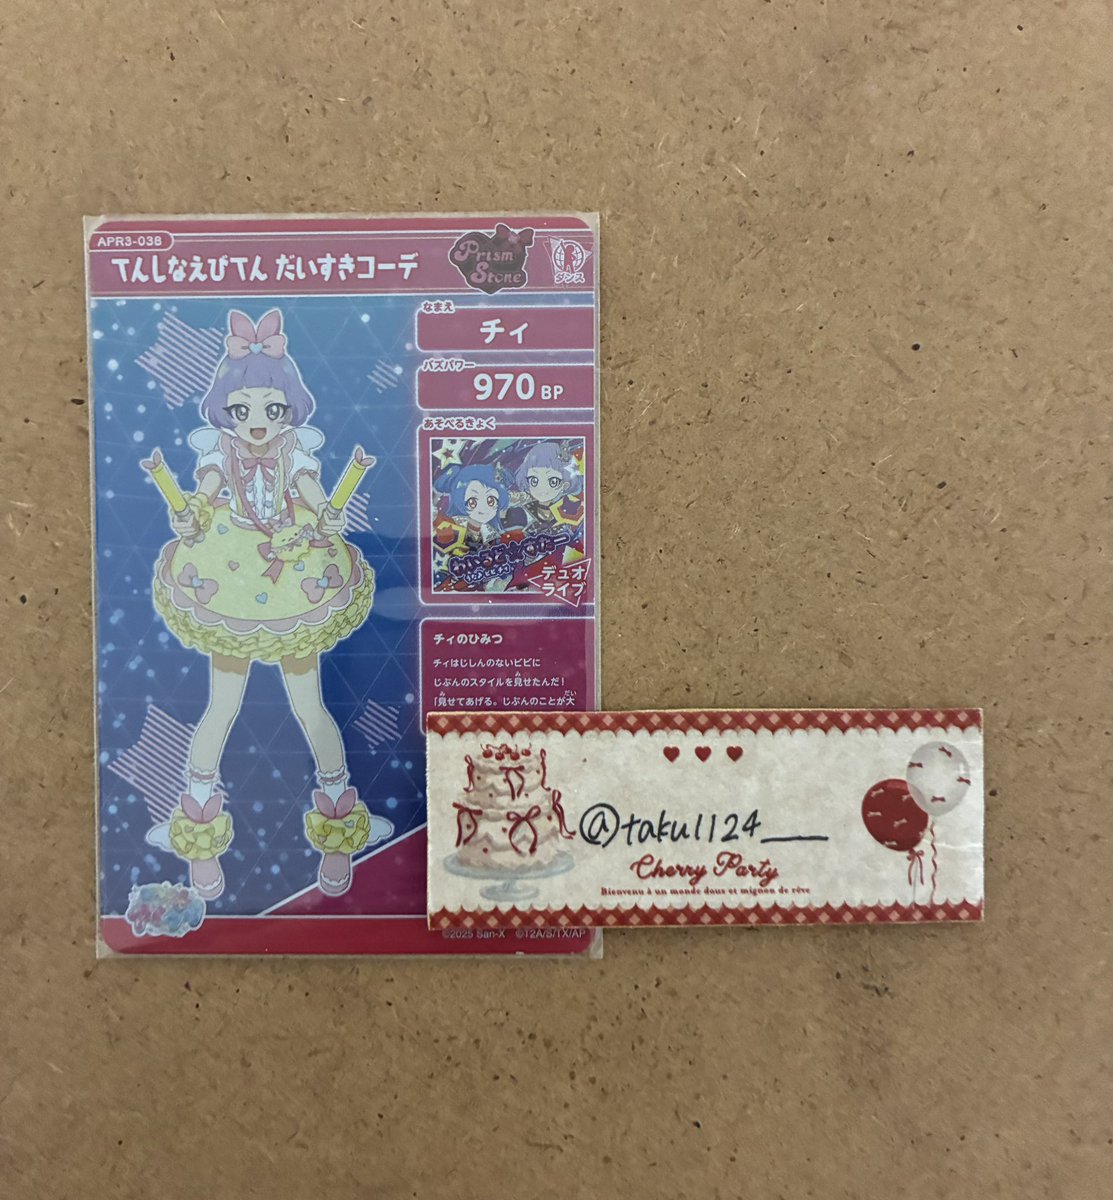 APR3-038
てんしなえびてん だいすきコーデ
Prism
Stone
ダンス
なまえ
チィ
バズパワー
970 BP
あそべるきょく
デュオ
ライブ
チィのひみつ
チィはじしんのないビビに
じぶんのスタイルを見せたんだ!
「見せてあげる。じぶんのことが大
©2025 San-X ©T2A/S/TX/AP
@taku1124___
Cherry Party
Bienvenu à un monde doux et mignon de rêve